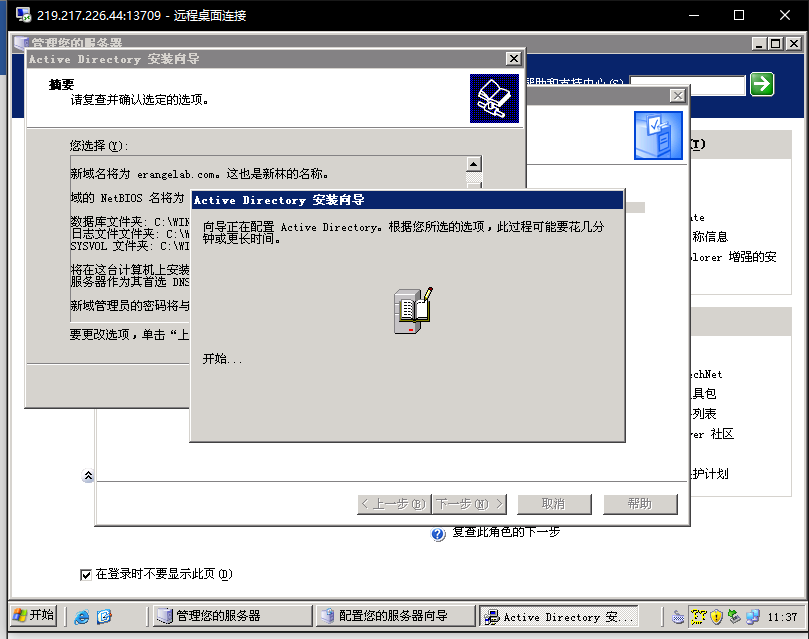 219.217.226.44:13709 - 远程桌面连接
管理您的服务器
Active Directory 安装向导
摘要
请复查并确认选定的选项。
帮助和支持中心(S)
(T)
您选择(Y):
新域名将为 erangelab.com。这也是新林的名称。
域的 NetBIOS 名将为
数据库文件夹: C:\WIN
日志文件文件夹: C:\W
SYSVOL 文件夹: C:\WI
将在这台计算机上安装
服务器作为其首选 DNS
新域管理员的密码将与
要更改选项，单击“上
Active Directory 安装向导
向导正在配置 Active Directory。根据您所选的选项，此过程可能要花几分
钟或更长时间。
开始...
ate
称信息
plorer 增强的安
echNet
具包
列表
ver 社区
护计划
< 上一步(B)
下一步(N) >
取消
帮助
复查此角色的下一步
在登录时不要显示此页(D)
开始
管理您的服务器
配置您的服务器向导
Active Directory 安...
11:37